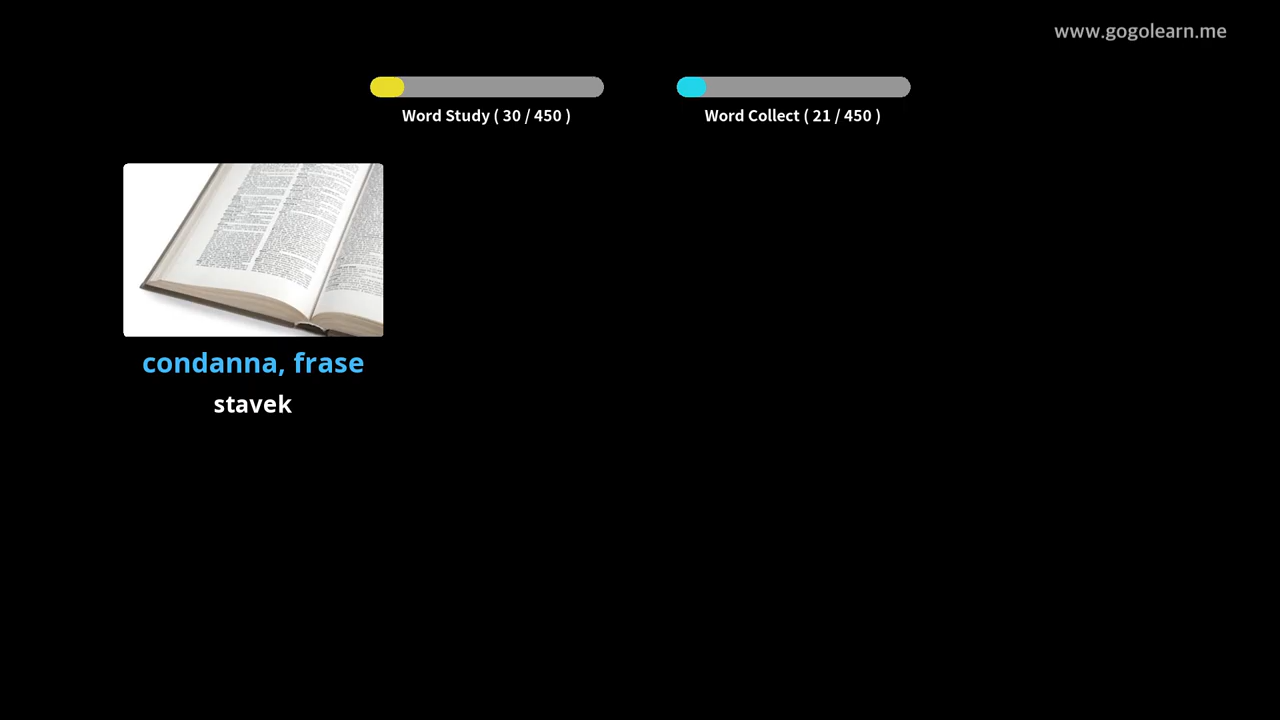 www.gogolearn.me
Word Study ( 30 / 450 )
Word Collect ( 21 / 450 )
condanna, frase
stavek